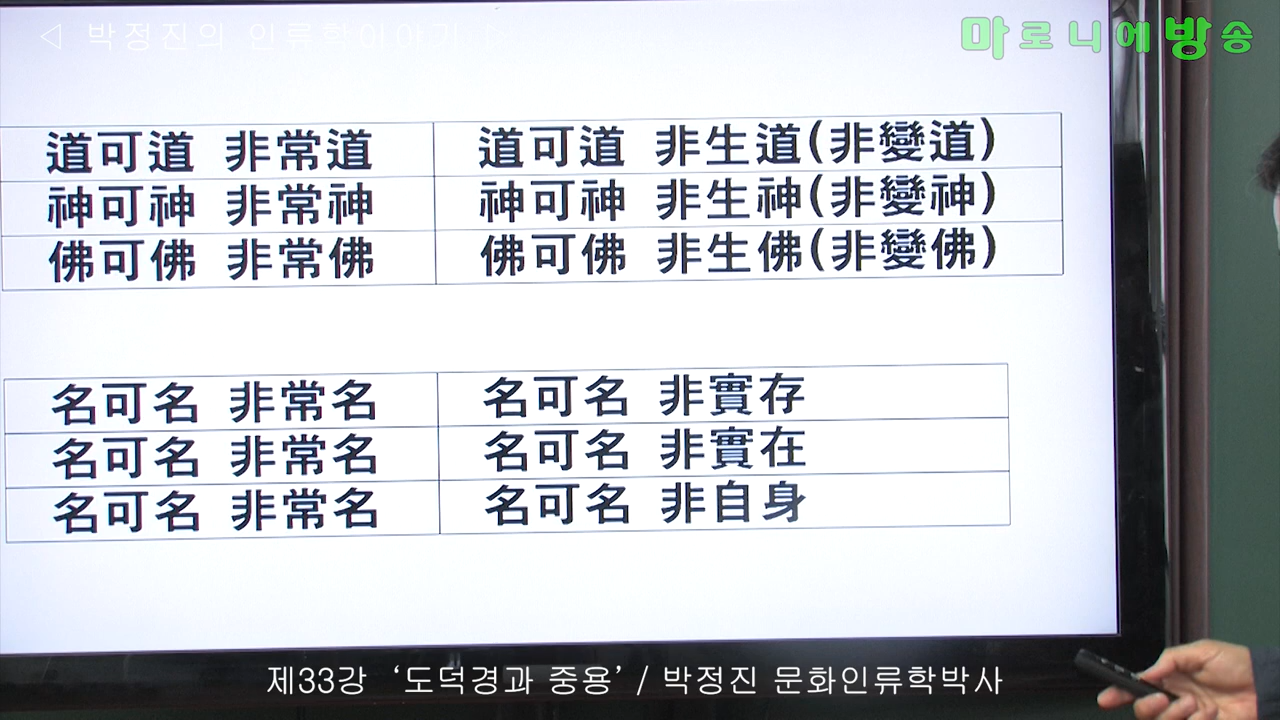 ◁ 박정진의 인류학이야기
마로니에방송
道可道 非常道 道可道 非生道(非變道)
神可神 非常神 神可神 非生神(非變神)
佛可佛 非常佛 佛可佛 非生佛(非變佛)
名可名 非常名 名可名 非實存
名可名 非常名 名可名 非實在
名可名 非常名 名可名 非自身
제33강 ‘도덕경과 중용’ / 박정진 문화인류학박사